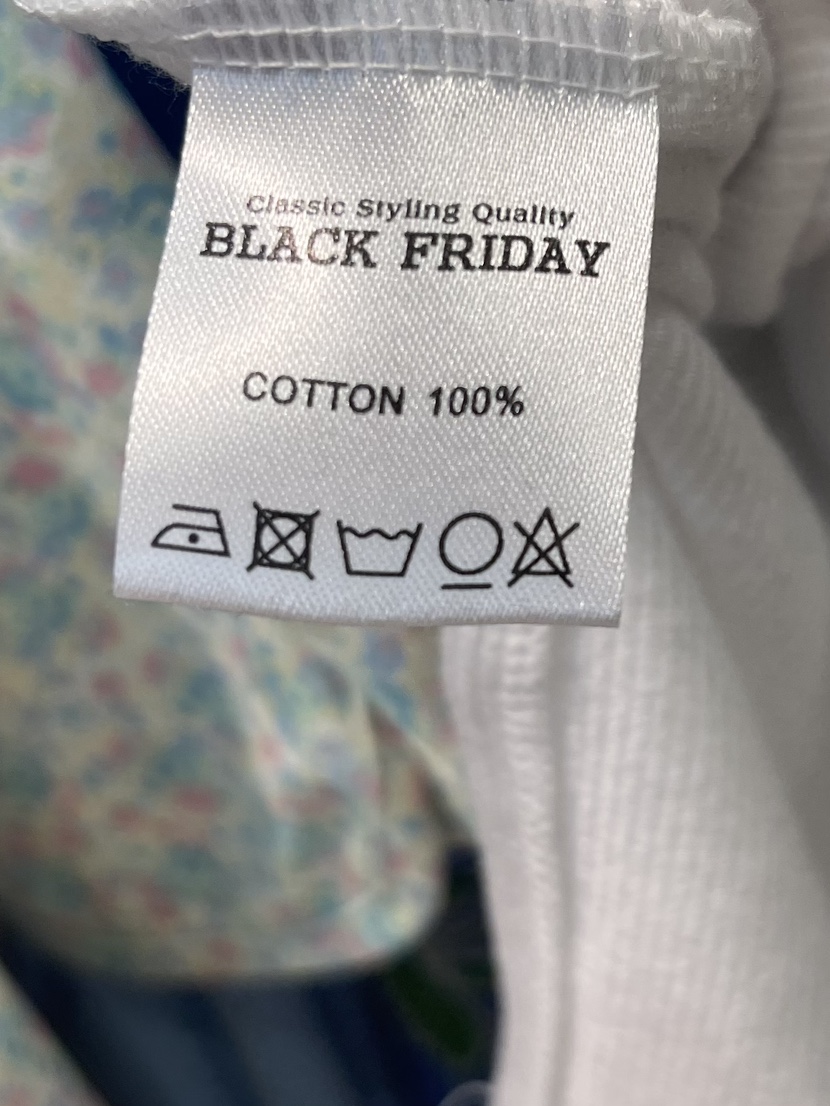 Classic Styling Quality
BLACK FRIDAY
COTTON 100%